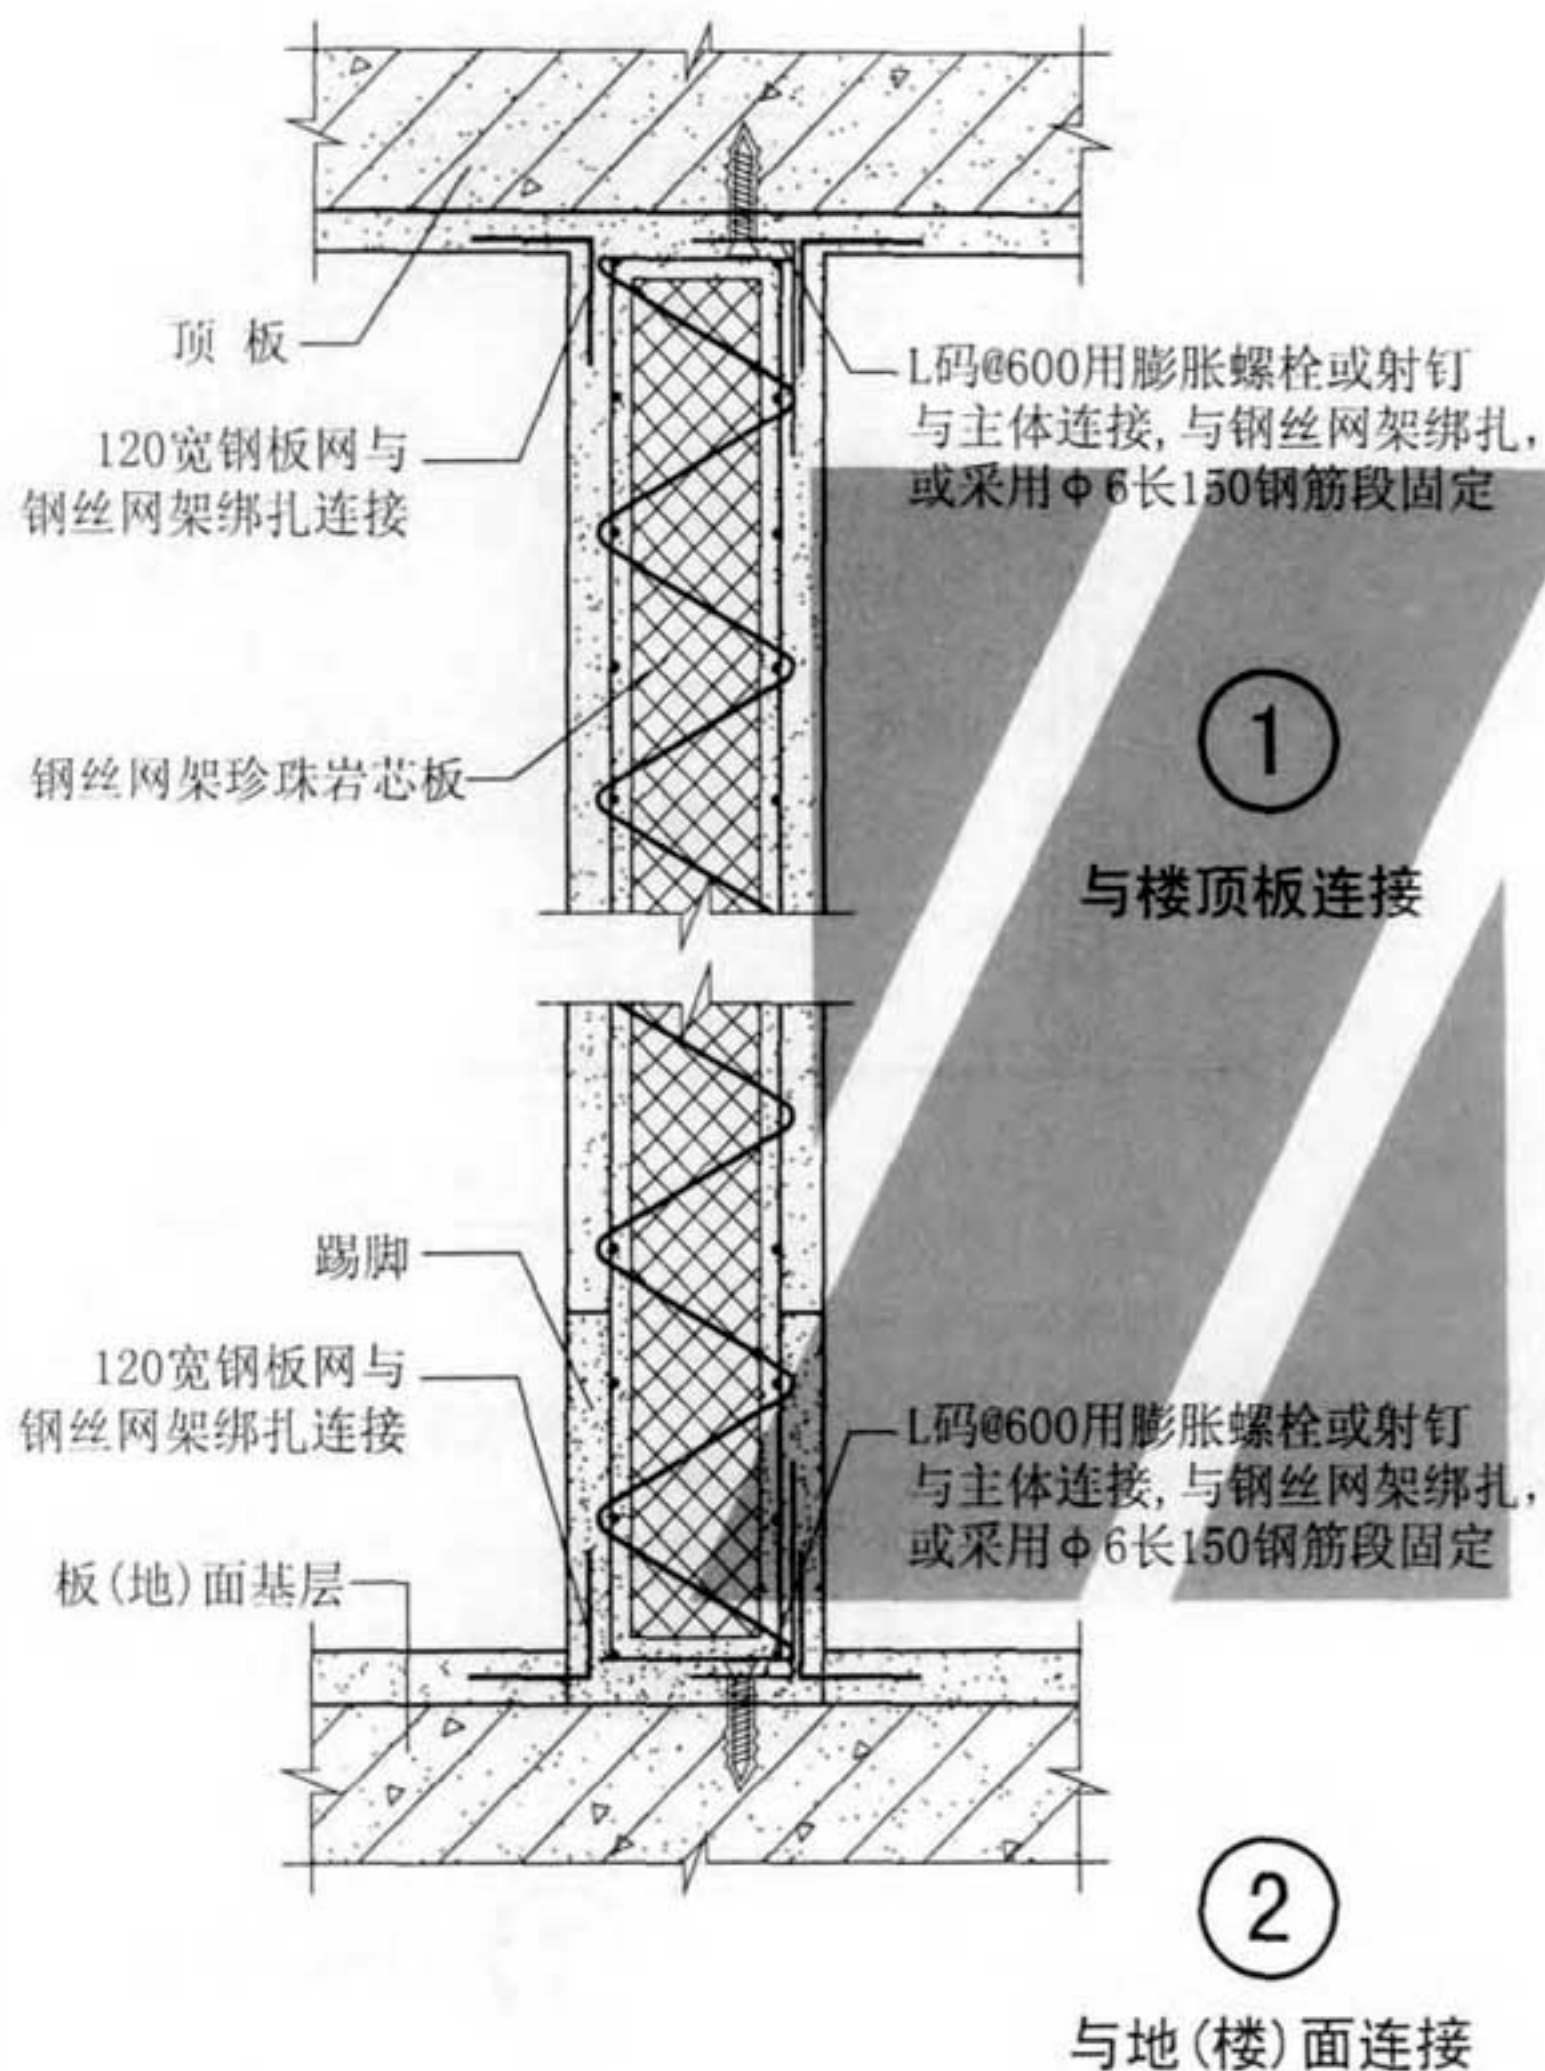 顶 板
120宽钢板网与
钢丝网架绑扎连接
L码@600用膨胀螺栓或射钉
与主体连接,与钢丝网架绑扎,
或采用Φ6长150钢筋段固定
钢丝网架珍珠岩芯板
1
与楼顶板连接
踢脚
120宽钢板网与
钢丝网架绑扎连接
L码@600用膨胀螺栓或射钉
与主体连接,与钢丝网架绑扎,
或采用Φ6长150钢筋段固定
板(地)面基层
2
与地(楼)面连接